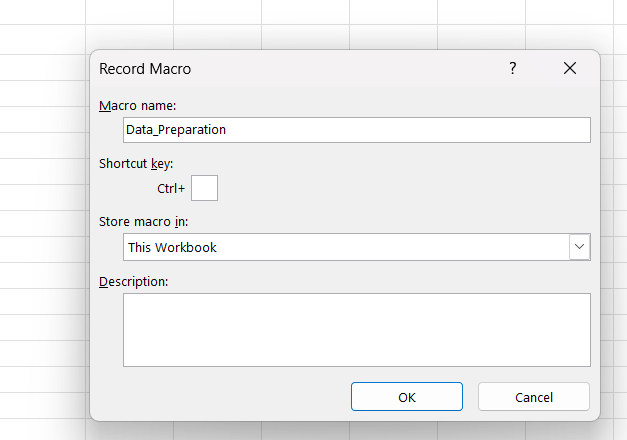 Record Macro ?
Macro name:
Data_Preparation
Shortcut key:
Ctrl+
Store macro in:
This Workbook
Description:
OK Cancel